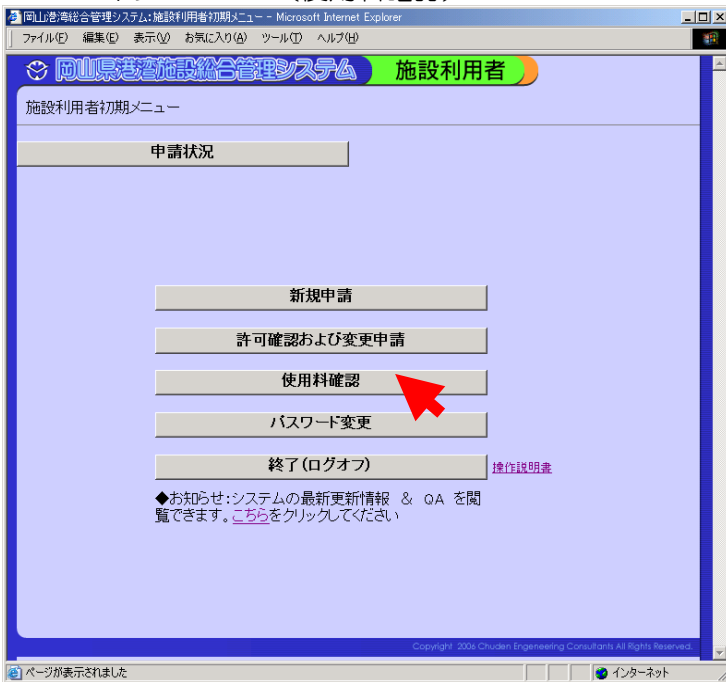 岡山港湾総合管理システム:施設利用者初期メニュー - Microsoft Internet Explorer
ファイル(F) 編集(E) 表示(V) お気に入り(A) ツール(T) ヘルプ(H)
岡山県港湾施設総合管理システム 施設利用者
施設利用者初期メニュー
申請状況
新規申請
許可確認および変更申請
使用料確認
パスワード変更
終了(ログオフ) 操作説明書
◆お知らせ:システムの最新更新情報 & QA を閲
覧できます。こちらをクリックしてください
Copyright 2006 Chuden Engeneering Consultants All Rights Reserved.
ページが表示されました インターネット